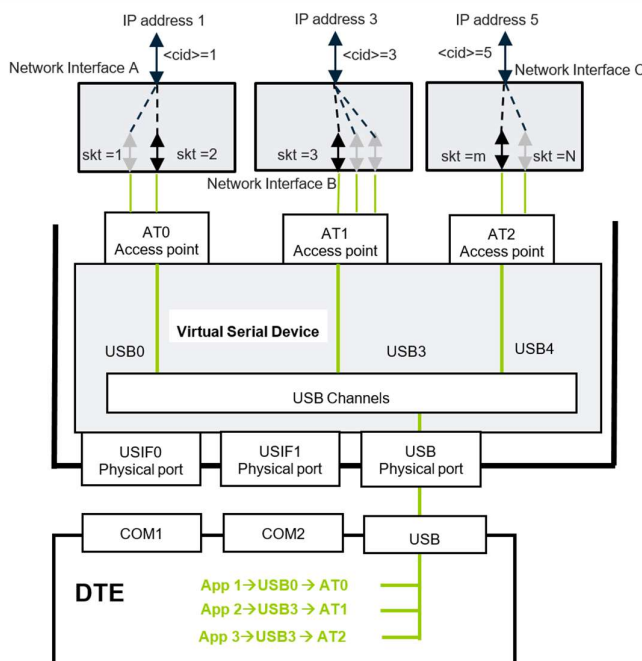 IP address 1
IP address 3
IP address 5
<cid>=1
<cid>=3
<cid>=5
Network Interface A
Network Interface C
skt =1
skt =2
skt =3
skt =m
skt =N
Network Interface B
AT0
Access point
AT1
Access point
AT2
Access point
Virtual Serial Device
USB0
USB3
USB4
USB Channels
USIF0
Physical port
USIF1
Physical port
USB
Physical port
COM1
COM2
USB
DTE
App 1→USB0→AT0
App 2→USB3→AT1
App 3→USB3→AT2